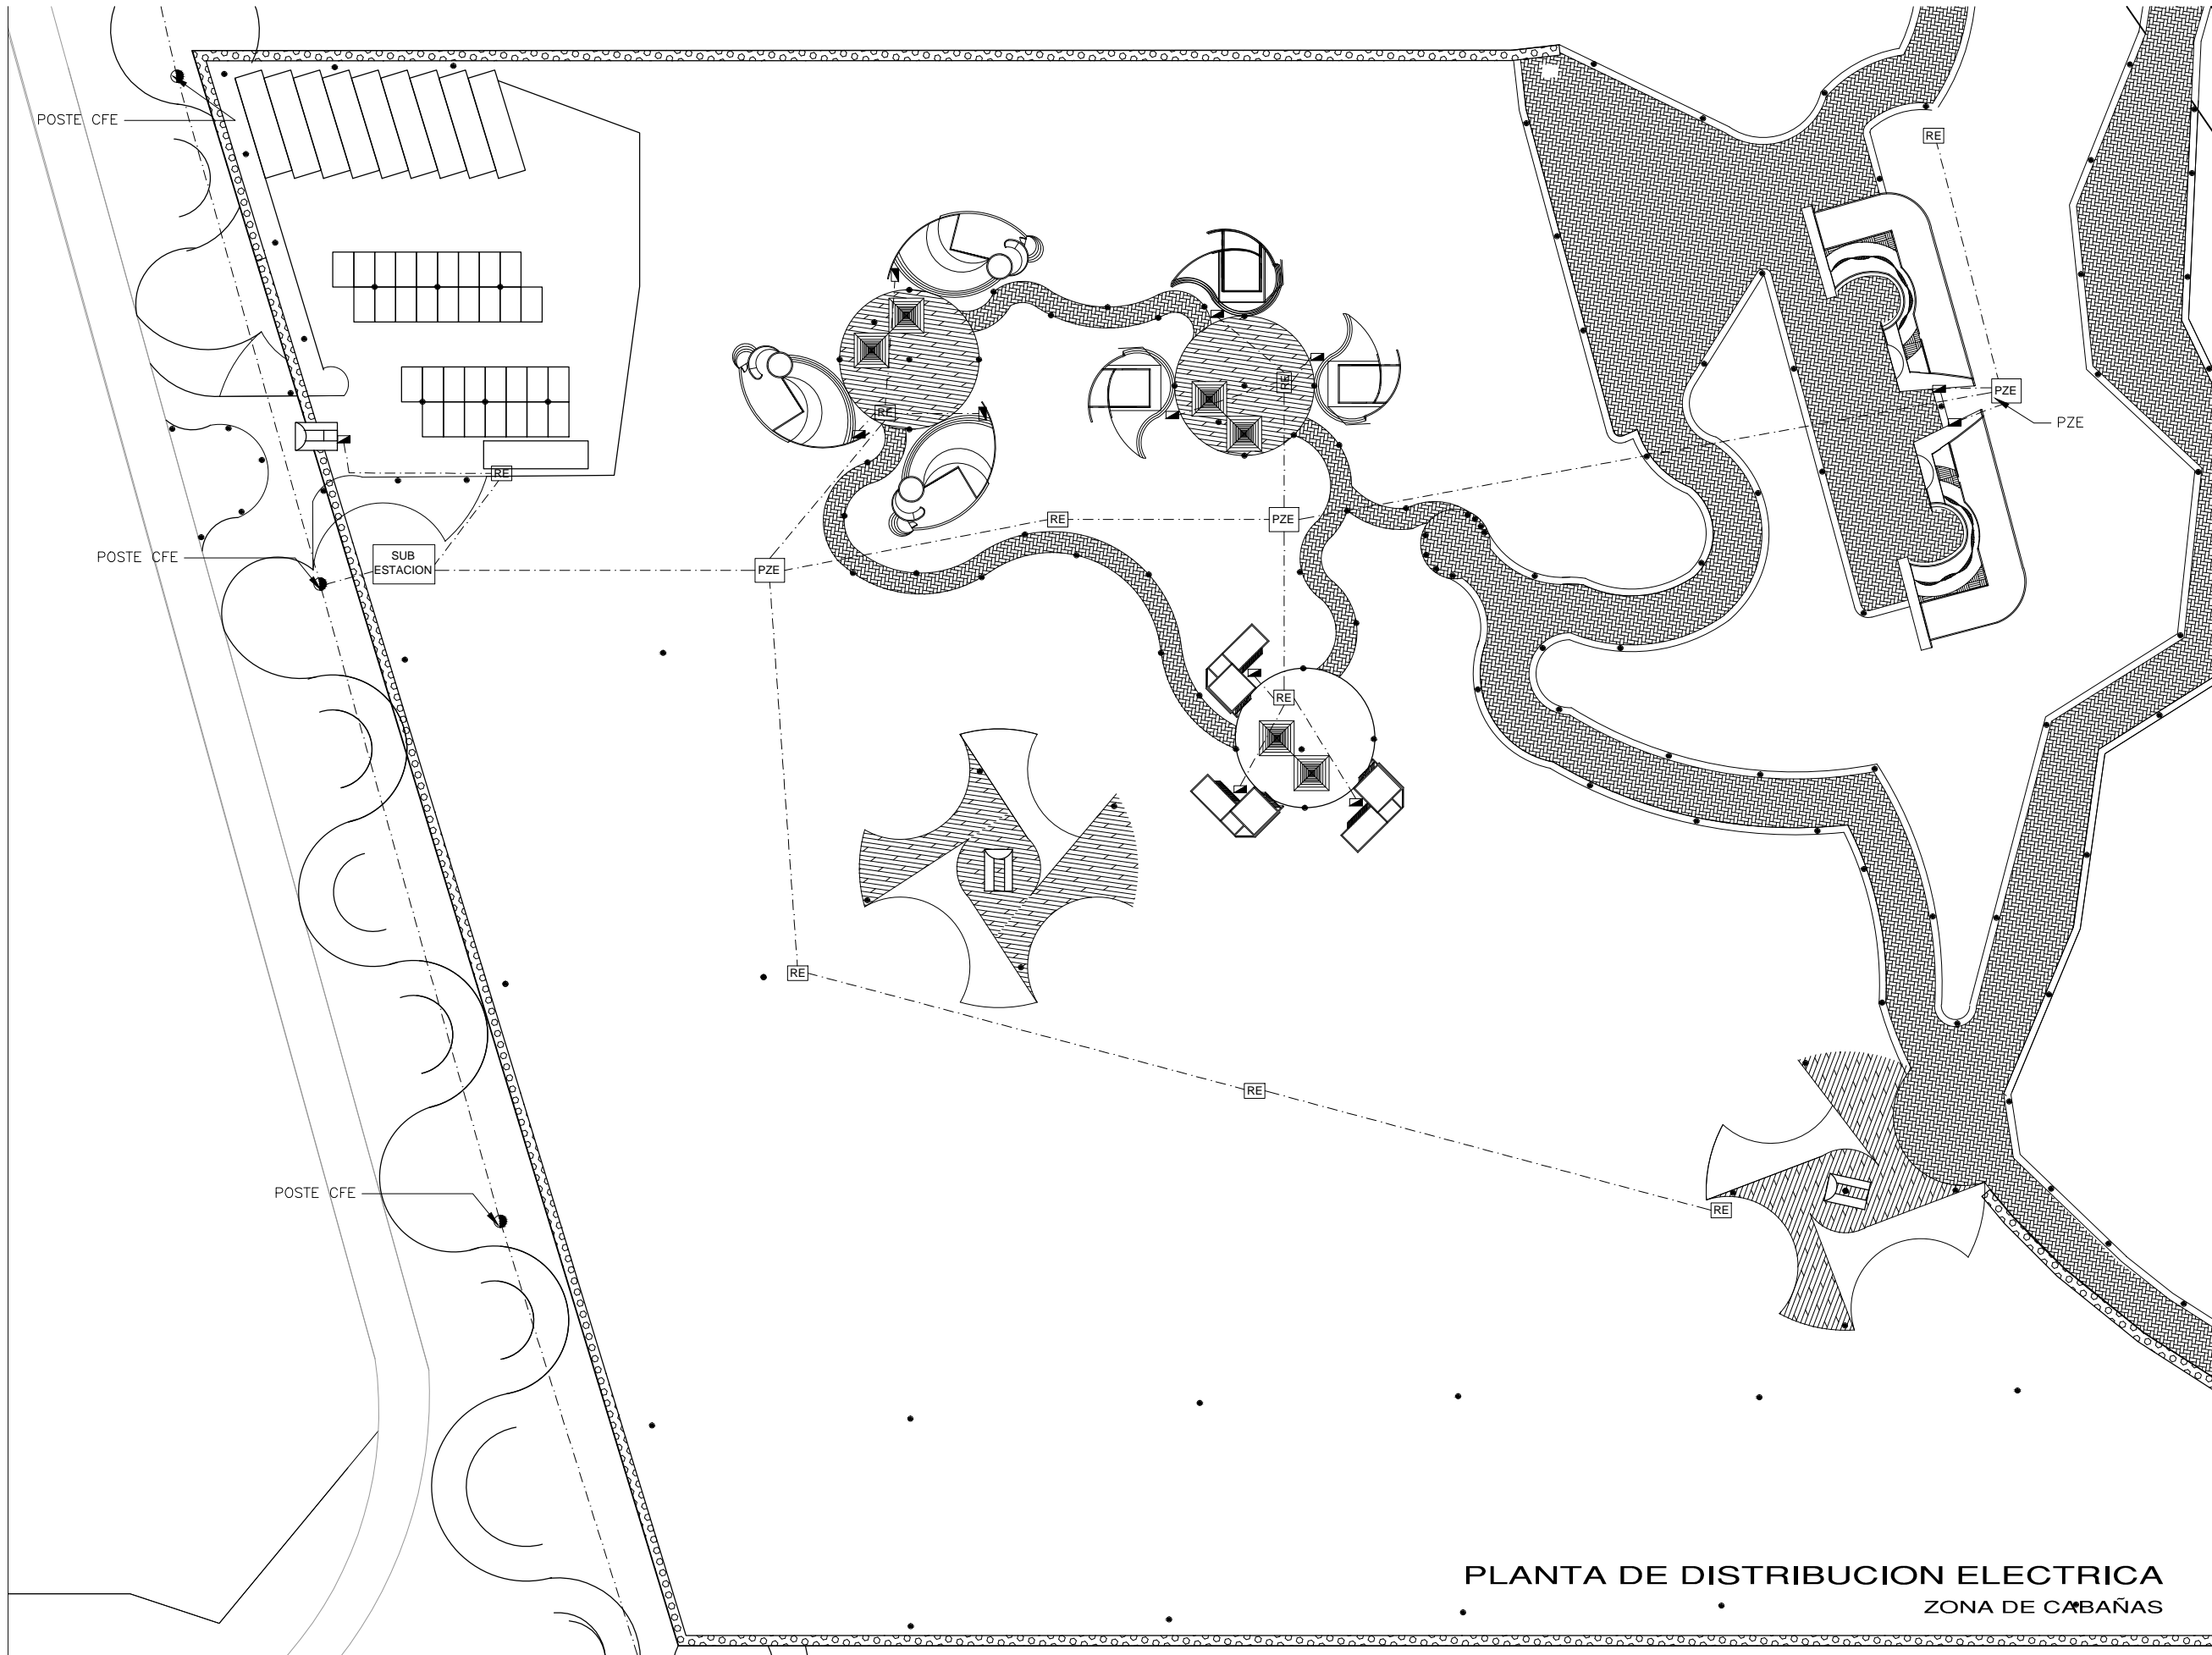 POSTE CFE
RE
RE
RE
PZE
PZE
RE
RE
PZE
RE
POSTE CFE
SUB
ESTACION
PZE
RE
RE
RE
POSTE CFE
RE
PLANTA DE DISTRIBUCION ELECTRICA
ZONA DE CABAÑAS